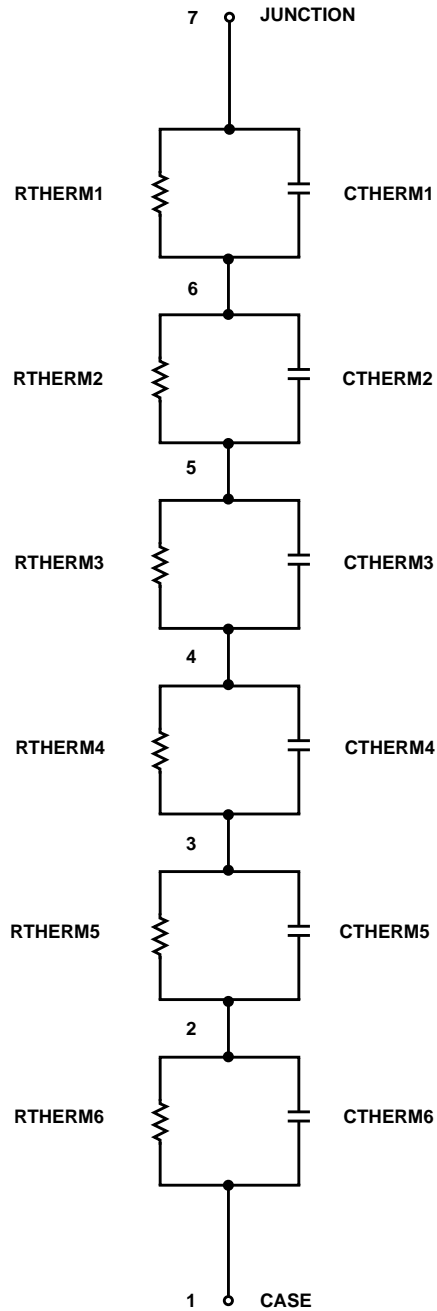 7 JUNCTION
RTHERM1 CTHERM1
6
RTHERM2 CTHERM2
5
RTHERM3 CTHERM3
4
RTHERM4 CTHERM4
3
RTHERM5 CTHERM5
2
RTHERM6 CTHERM6
1 CASE